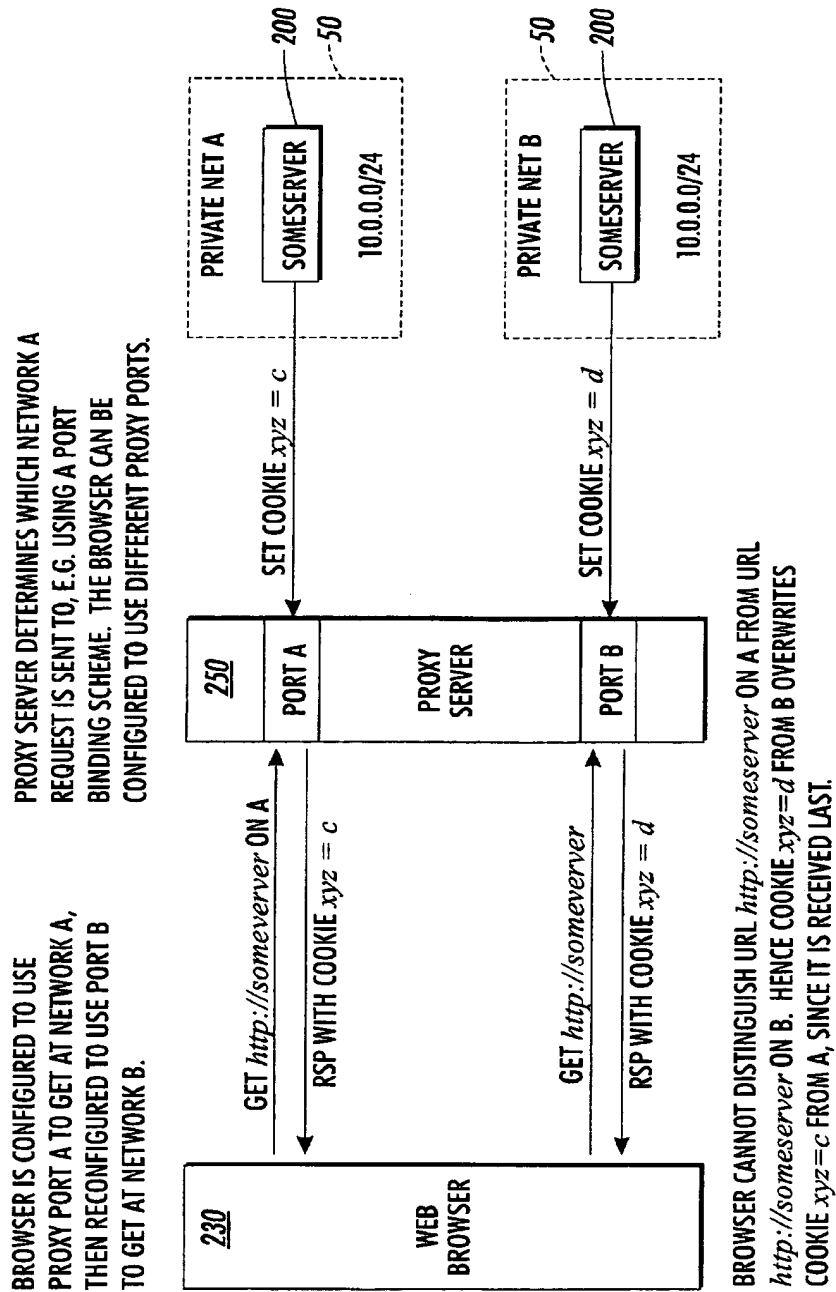 BROWSER IS CONFIGURED TO USE
PROXY PORT A TO GET AT NETWORK A,
THEN RECONFIGURED TO USE PORT B
TO GET AT NETWORK B.
PROXY SERVER DETERMINES WHICH NETWORK A
REQUEST IS SENT TO, E.G. USING A PORT
BINDING SCHEME. THE BROWSER CAN BE
CONFIGURED TO USE DIFFERENT PROXY PORTS.
230
WEB
BROWSER
GET http://someverver ON A
RSP WITH COOKIE xyz = c
GET http://someserver
RSP WITH COOKIE xyz = d
250
PORT A
PROXY
SERVER
PORT B
SET COOKIE xyz = c
SET COOKIE xyz = d
PRIVATE NET A
SOMESERVER
10.0.0.0/24
200
50
PRIVATE NET B
SOMESERVER
10.0.0.0/24
50
200
BROWSER CANNOT DISTINGUISH URL http://someserver ON A FROM URL
http://someserver ON B. HENCE COOKIE xyz=d FROM B OVERWRITES
COOKIE xyz=c FROM A, SINCE IT IS RECEIVED LAST.